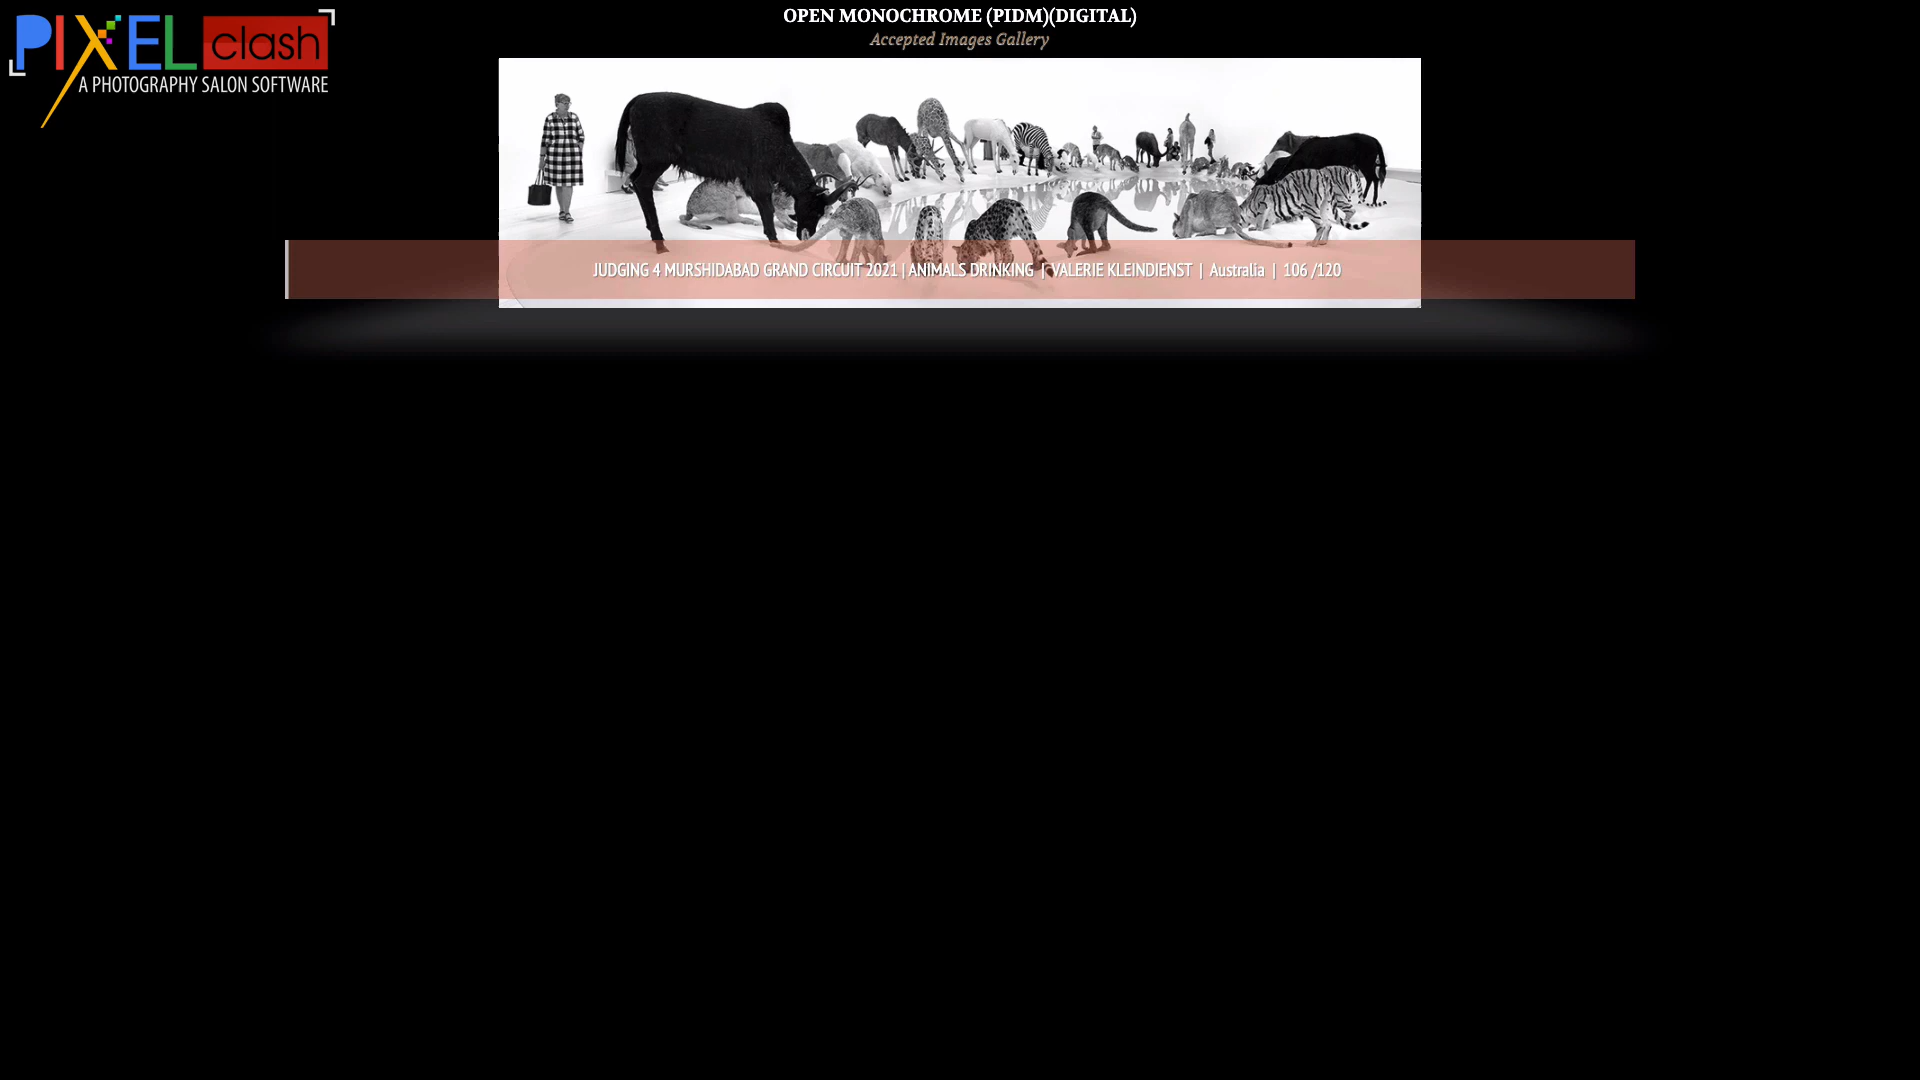 PIXEL clash
A PHOTOGRAPHY SALON SOFTWARE
OPEN MONOCHROME (PIDM)(DIGITAL)
Accepted Images Gallery
JUDGING 4 MURSHIDABAD GRAND CIRCUIT 2021 | ANIMALS DRINKING | VALERIE KLEINDIENST | Australia | 106 /120